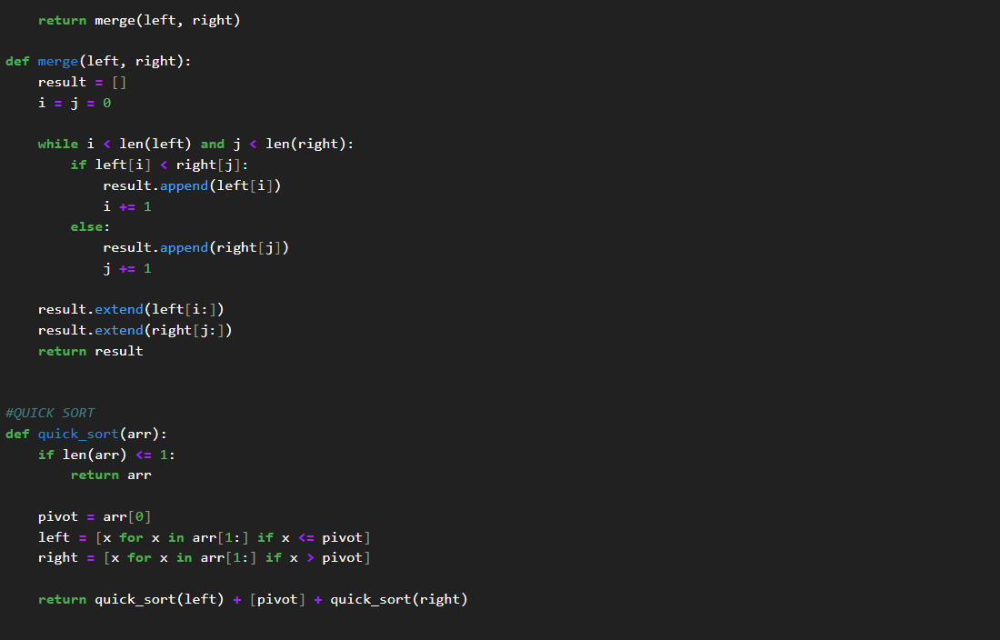 return merge(left, right)

def merge(left, right):
    result = []
    i = j = 0

    while i < len(left) and j < len(right):
        if left[i] < right[j]:
            result.append(left[i])
            i += 1
        else:
            result.append(right[j])
            j += 1

    result.extend(left[i:])
    result.extend(right[j:])
    return result


#QUICK SORT
def quick_sort(arr):
    if len(arr) <= 1:
        return arr

    pivot = arr[0]
    left = [x for x in arr[1:] if x <= pivot]
    right = [x for x in arr[1:] if x > pivot]

    return quick_sort(left) + [pivot] + quick_sort(right)